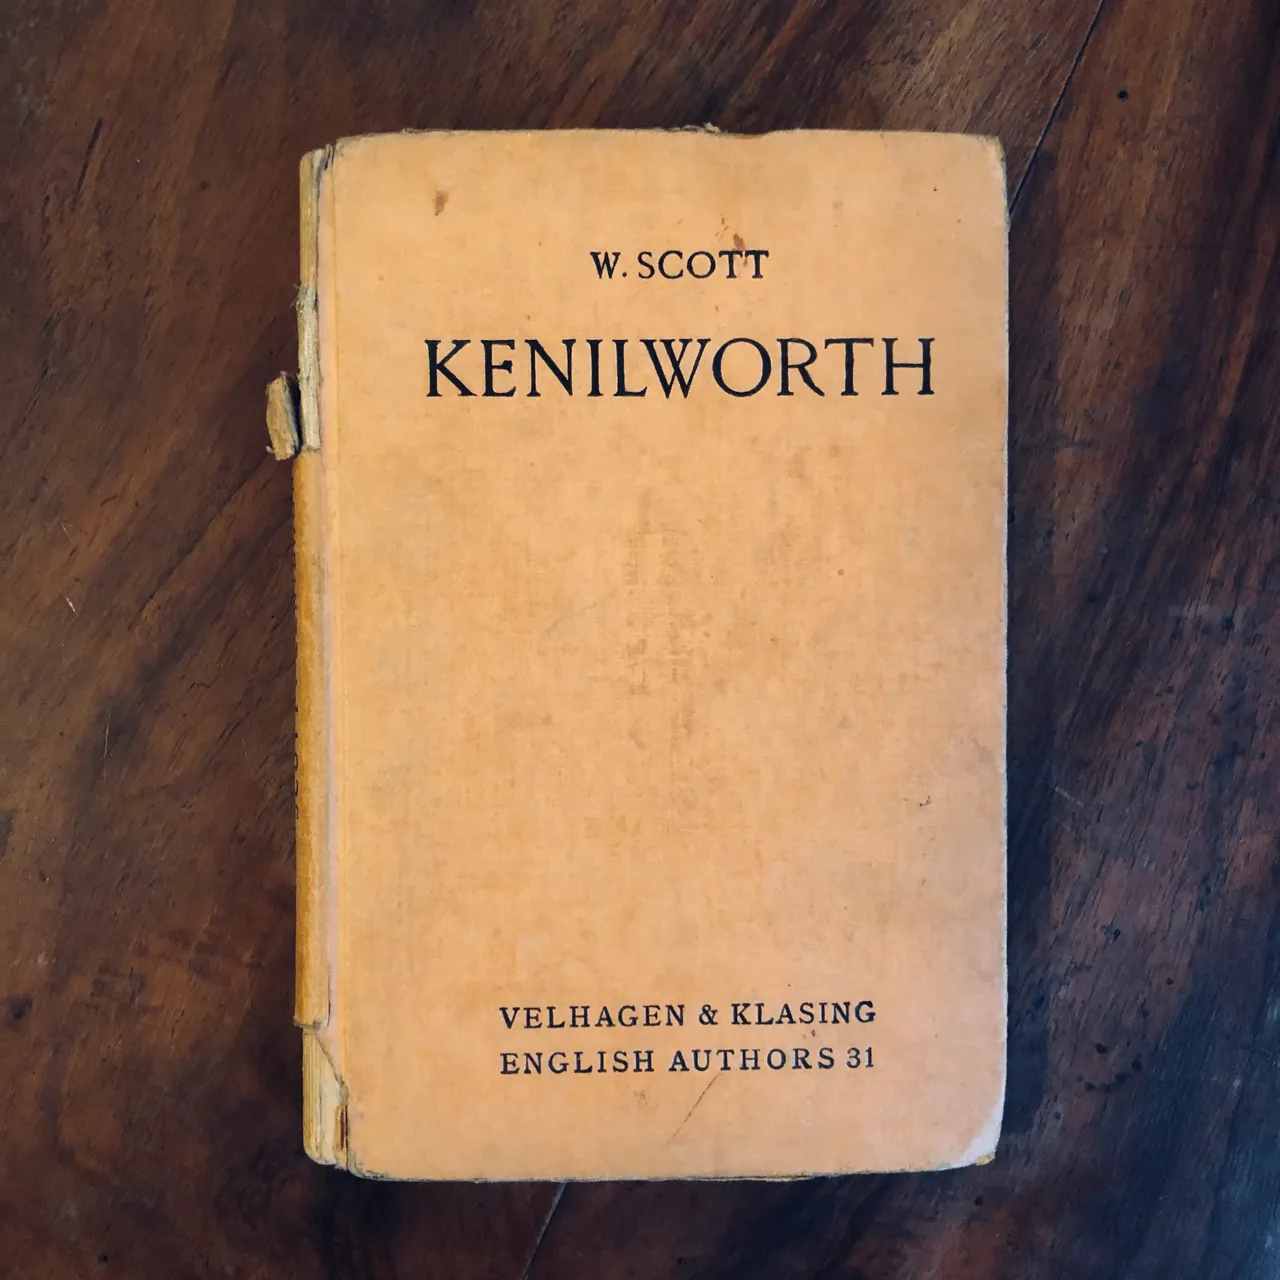 W. SCOTT
KENILWORTH
VELHAGEN & KLASING
ENGLISH AUTHORS 31